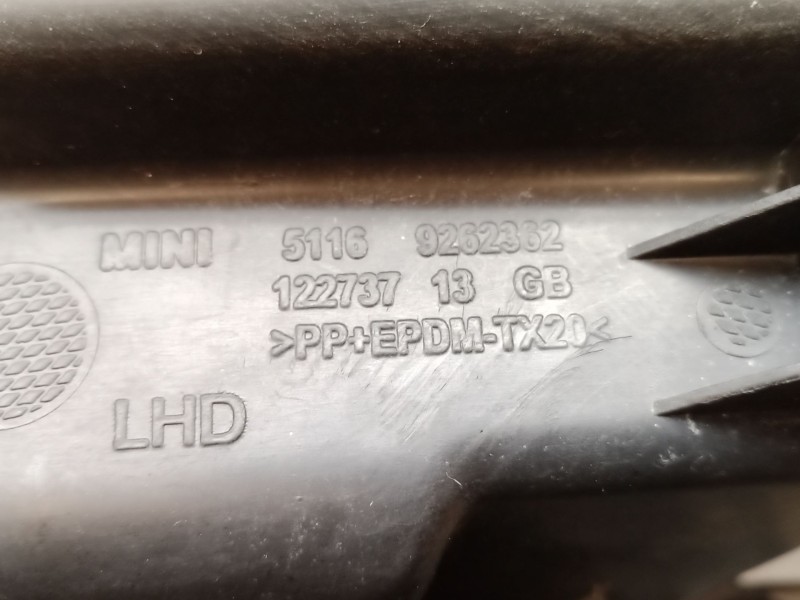 MINI 5116 9262362
122737 13 GB
>PP+EPDM-TX20<
LHD